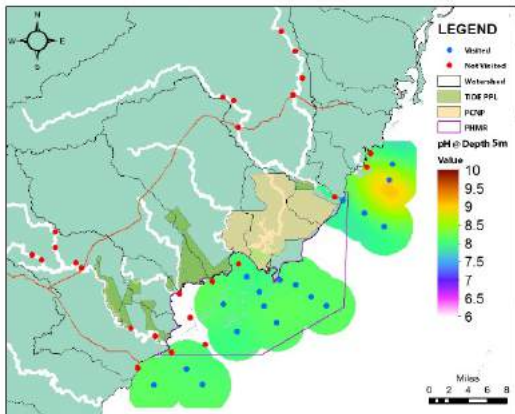 N
W E
S
LEGEND
Visited
Not Visited
Watershed
TIDE PPL
PCNP
PHMR
pH @ Depth 5m
Value
10
9.5
9
8.5
8
7.5
7
6.5
6
Miles
0 2 4 8